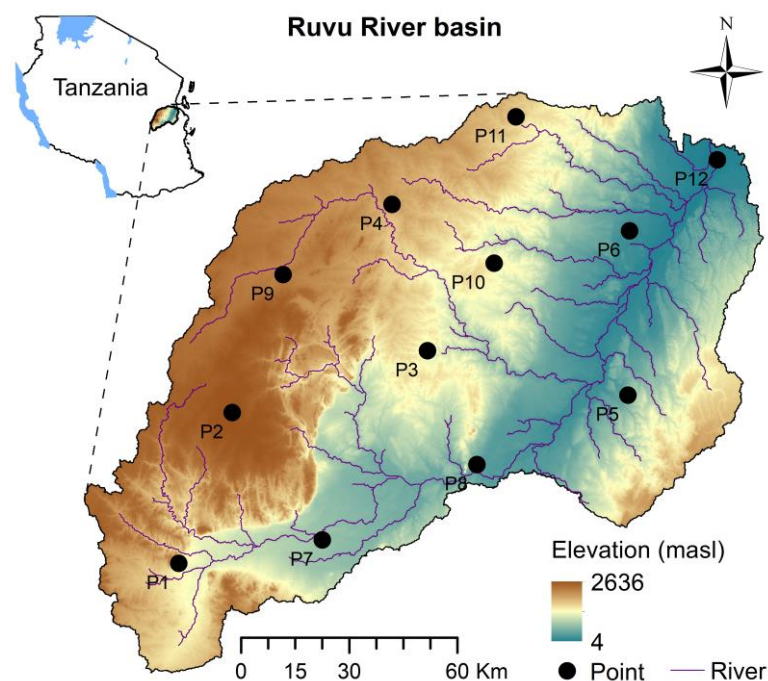 Ruvu River basin
N
Tanzania
P11
P12
P4
P6
P10
P9
P3
P5
P2
P8
P7
P1
Elevation (masl)
2636
4
0 15 30 60 Km
Point River